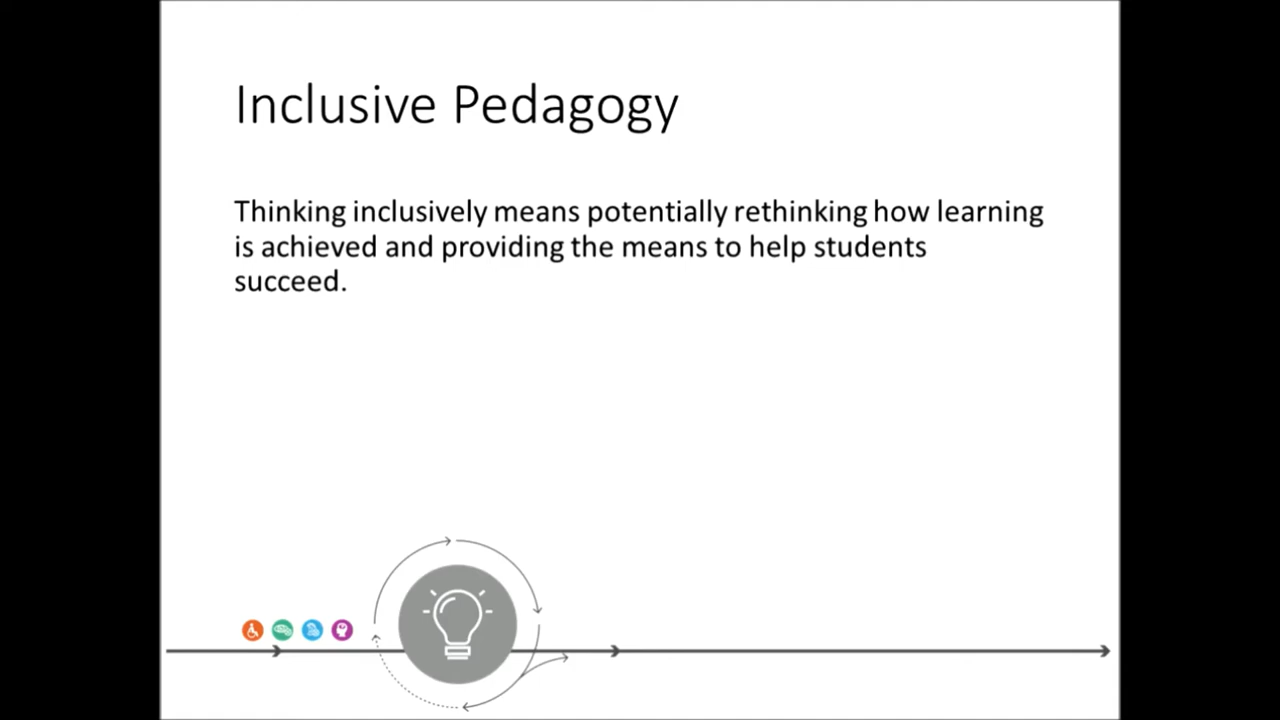 Inclusive Pedagogy
Thinking inclusively means potentially rethinking how learning
is achieved and providing the means to help students
succeed.